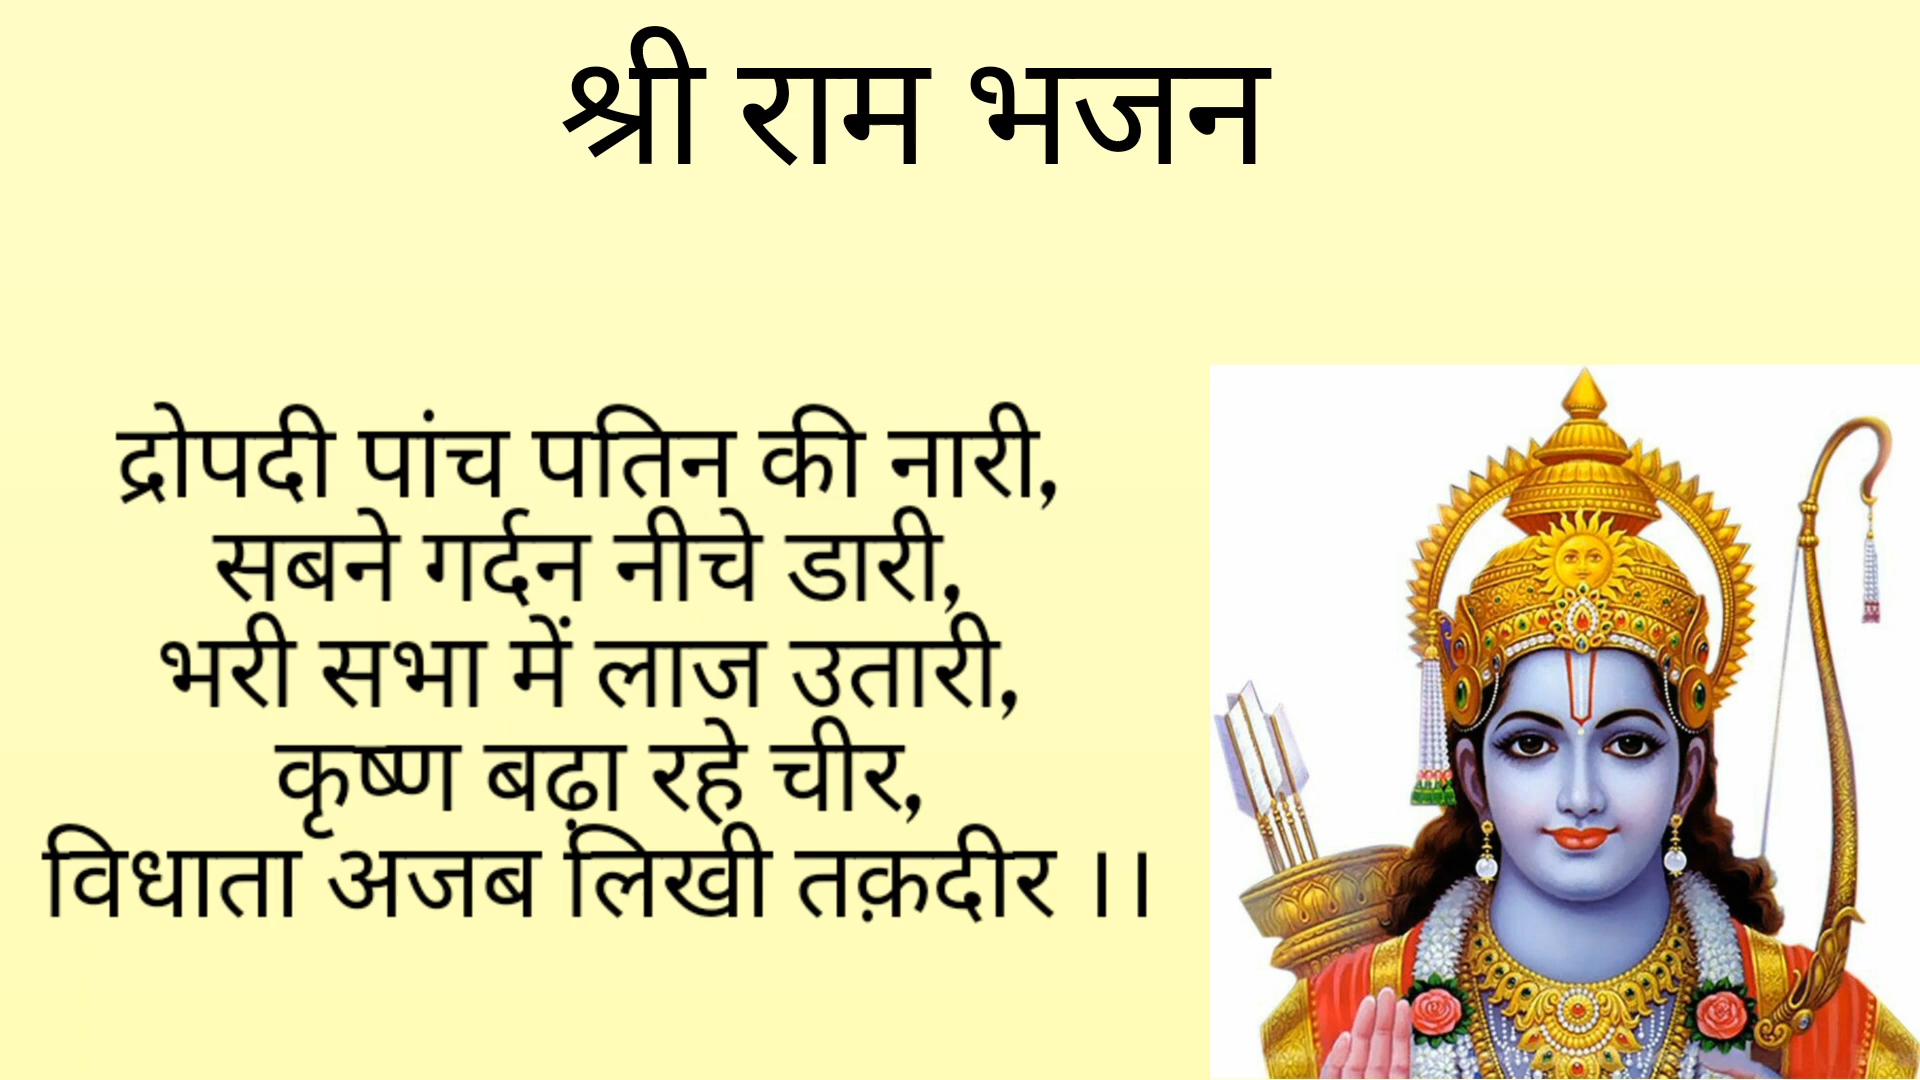 श्री राम भजन
द्रोपदी पांच पतिन की नारी,
सबने गर्दन नीचे डारी,
भरी सभा में लाज उतारी,
कृष्ण बढ़ा रहे चीर,
विधाता अजब लिखी तक़दीर ।।